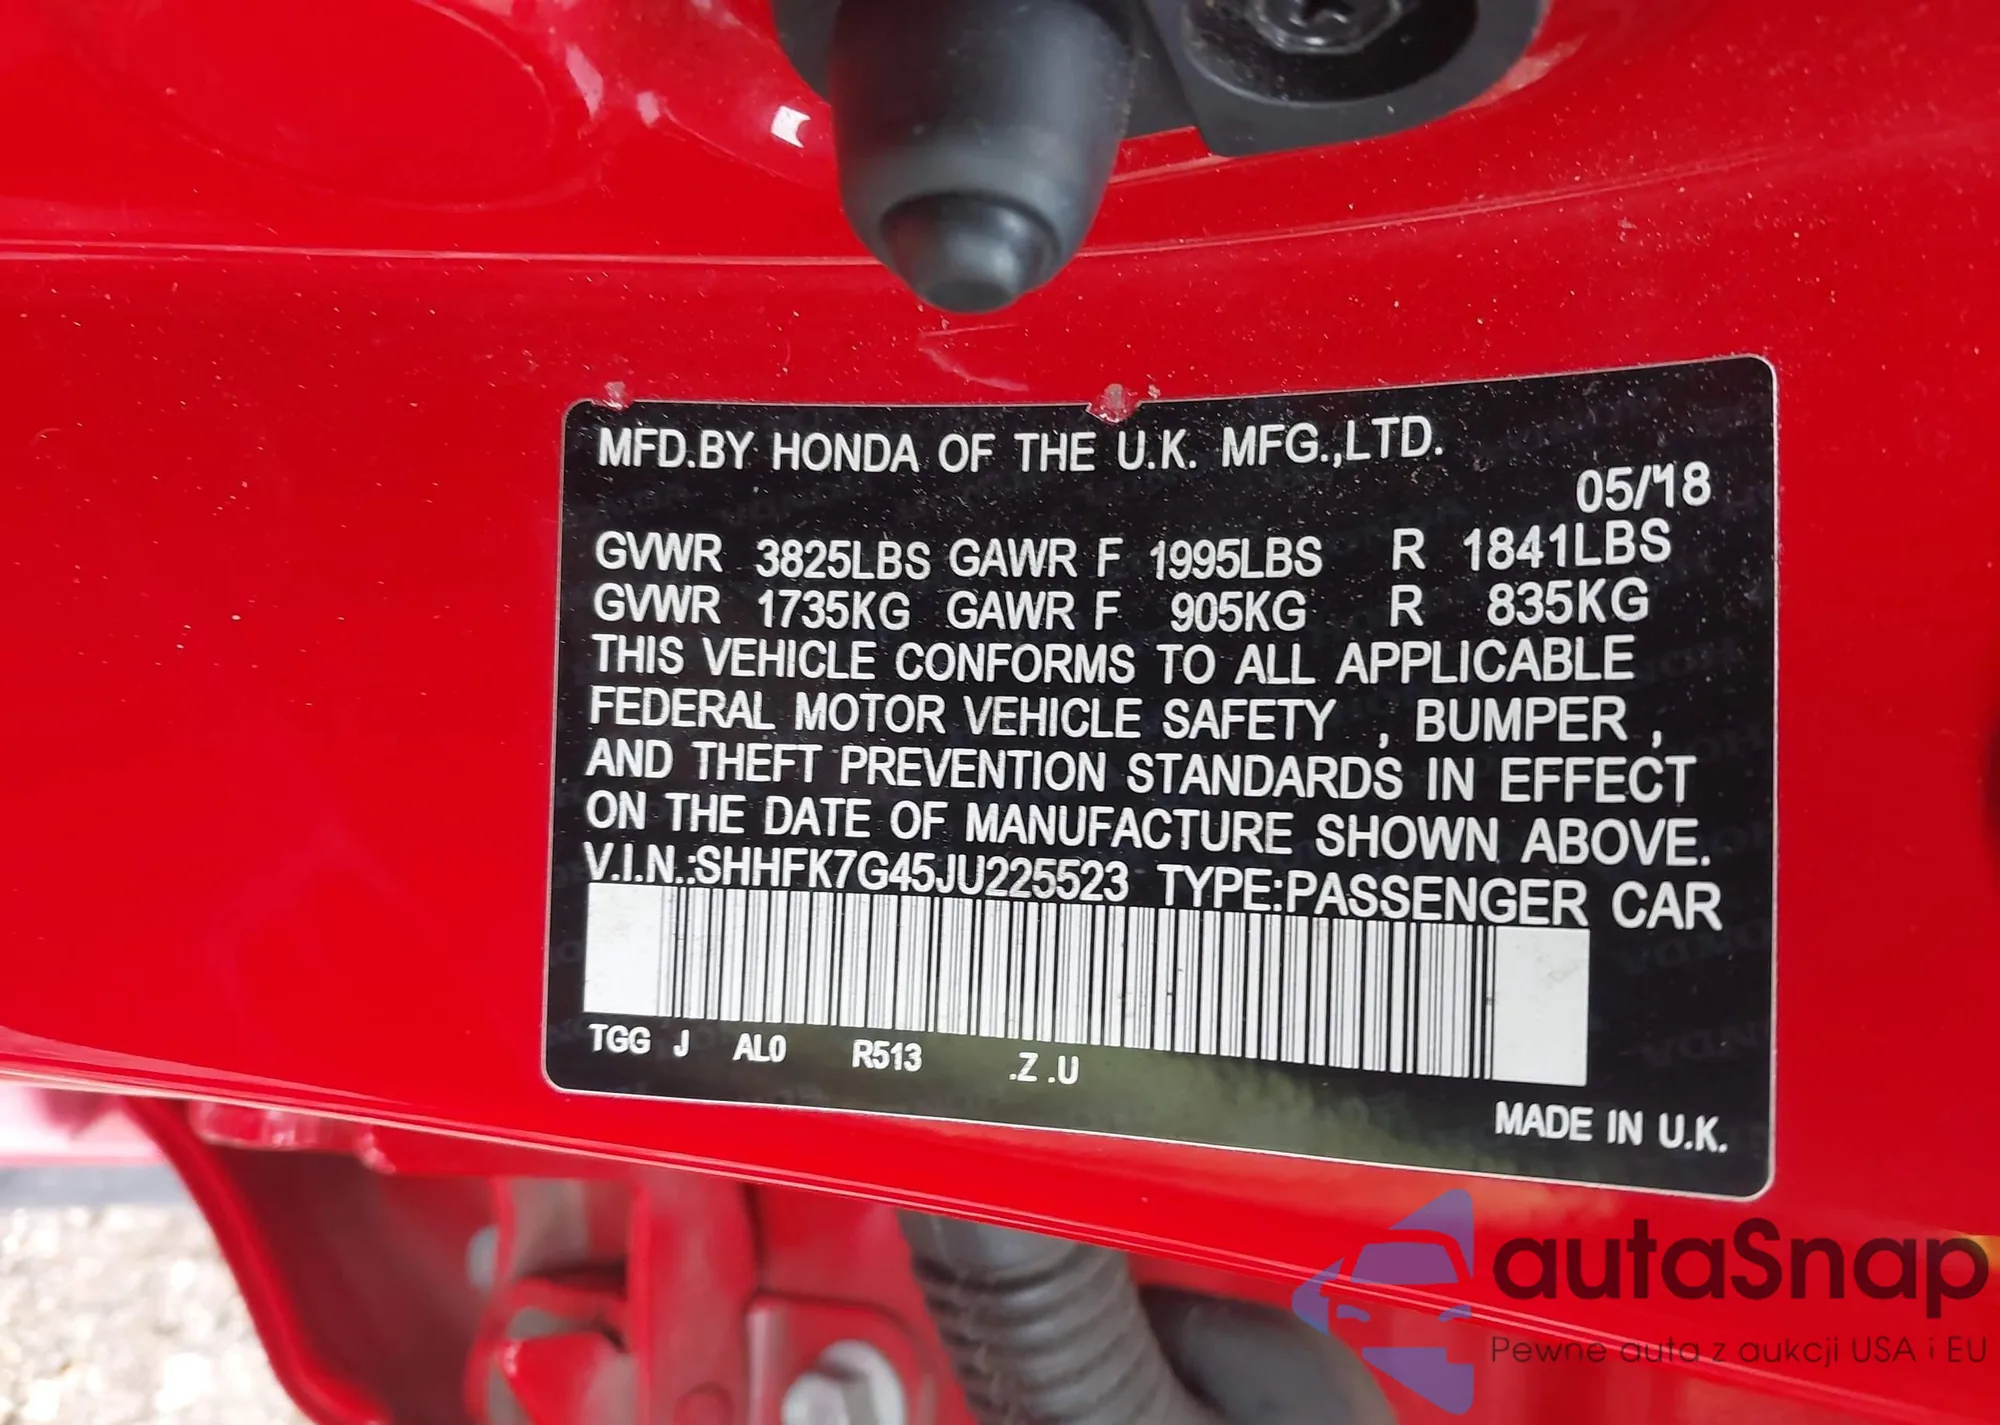 MFD.BY HONDA OF THE U.K. MFG.,LTD.
05/'18
GVWR 3825LBS GAWR F 1995LBS R 1841LBS
GVWR 1735KG GAWR F 905KG R 835KG
THIS VEHICLE CONFORMS TO ALL APPLICABLE
FEDERAL MOTOR VEHICLE SAFETY , BUMPER ,
AND THEFT PREVENTION STANDARDS IN EFFECT
ON THE DATE OF MANUFACTURE SHOWN ABOVE.
V.I.N.:SHHFK7G45JU225523 TYPE:PASSENGER CAR
TGG J AL0 R513 .Z .U
MADE IN U.K.
autaSnap
Pewne auta z aukcji USA i EU